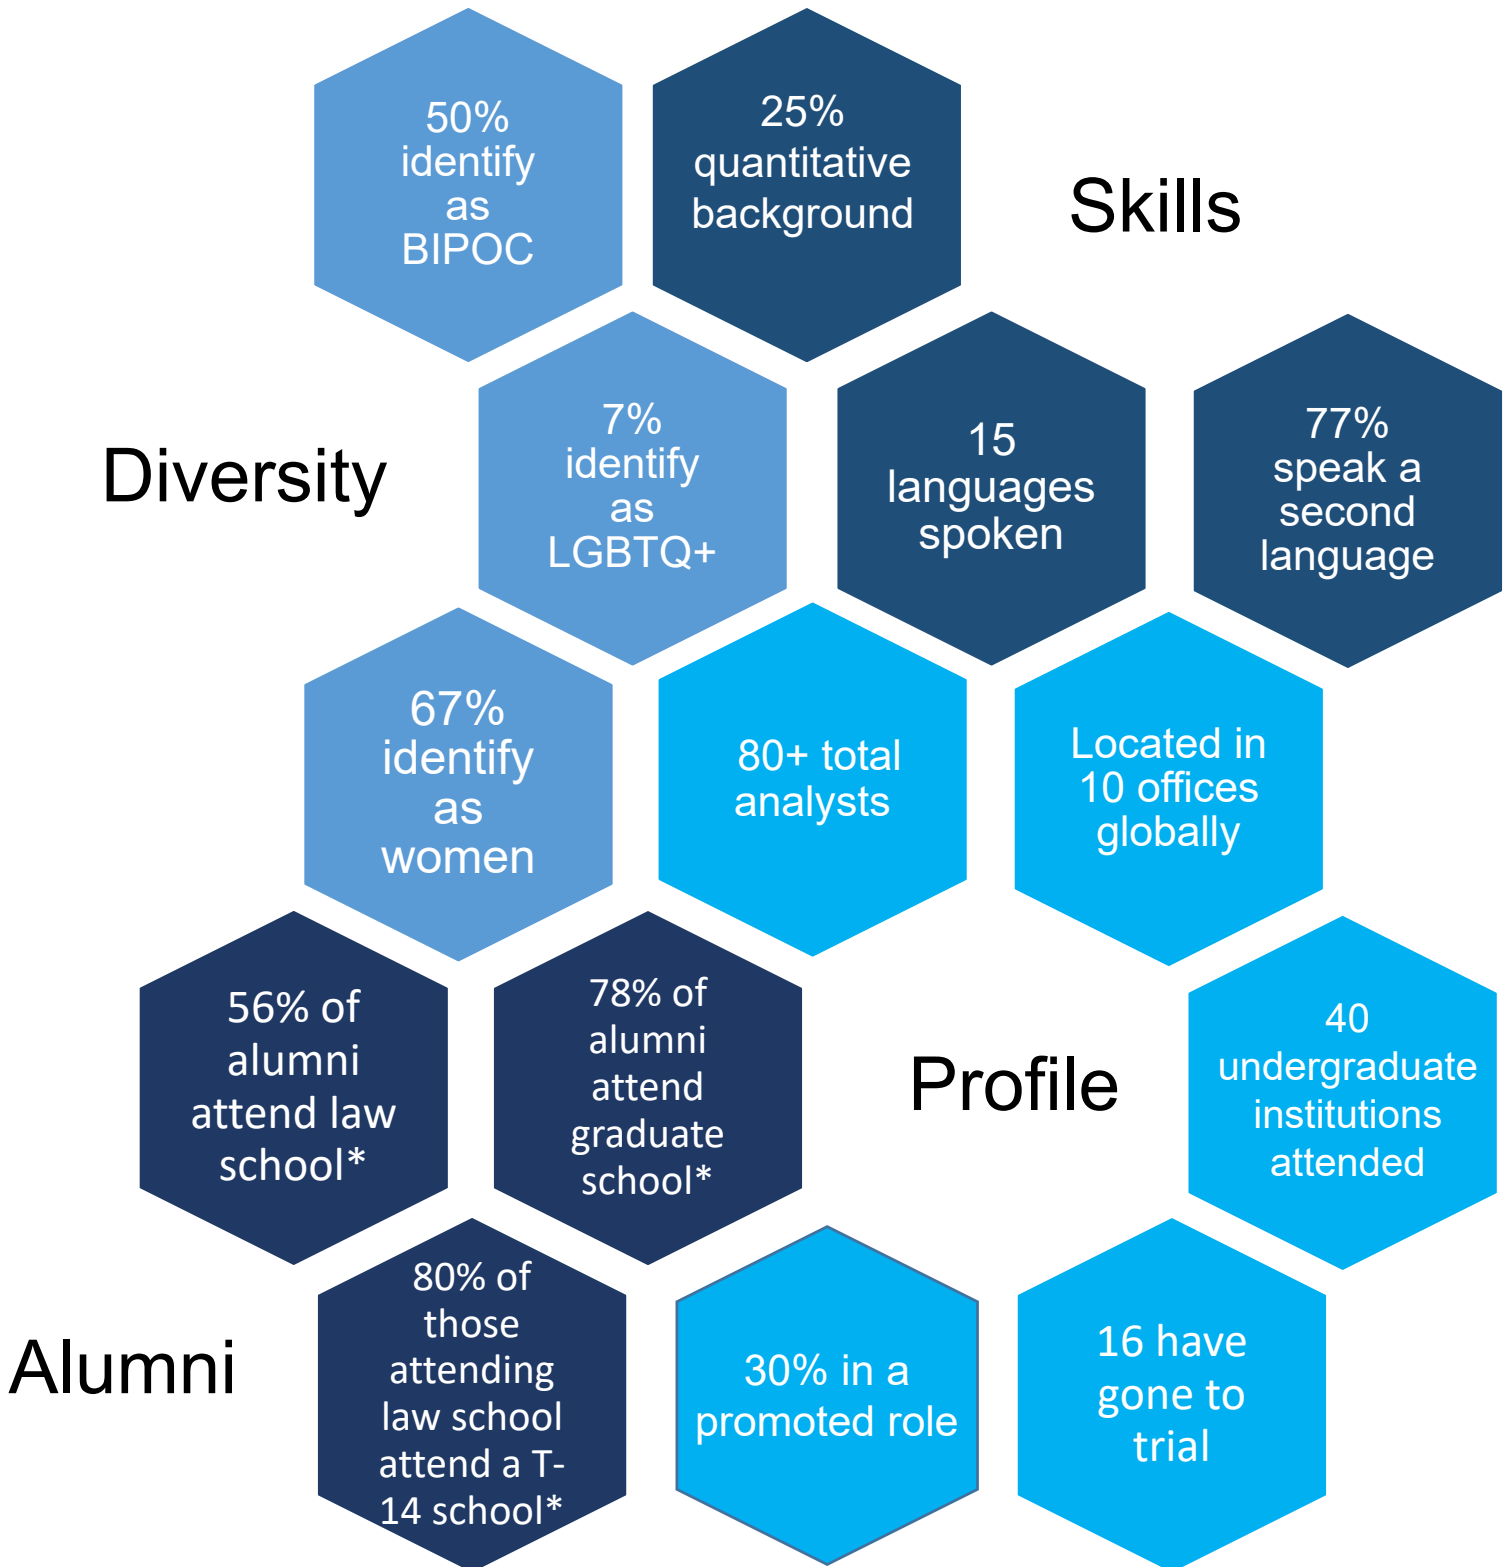 50%
identify
as
BIPOC
25%
quantitative
background
Skills
Diversity
7%
identify
as
LGBTQ+
15
languages
spoken
77%
speak a
second
language
67%
identify
as
women
80+ total
analysts
Located in
10 offices
globally
56% of
alumni
attend law
school*
78% of
alumni
attend
graduate
school*
Profile
40
undergraduate
institutions
attended
Alumni
80% of
those
attending
law school
attend a T-
14 school*
30% in a
promoted role
16 have
gone to
trial